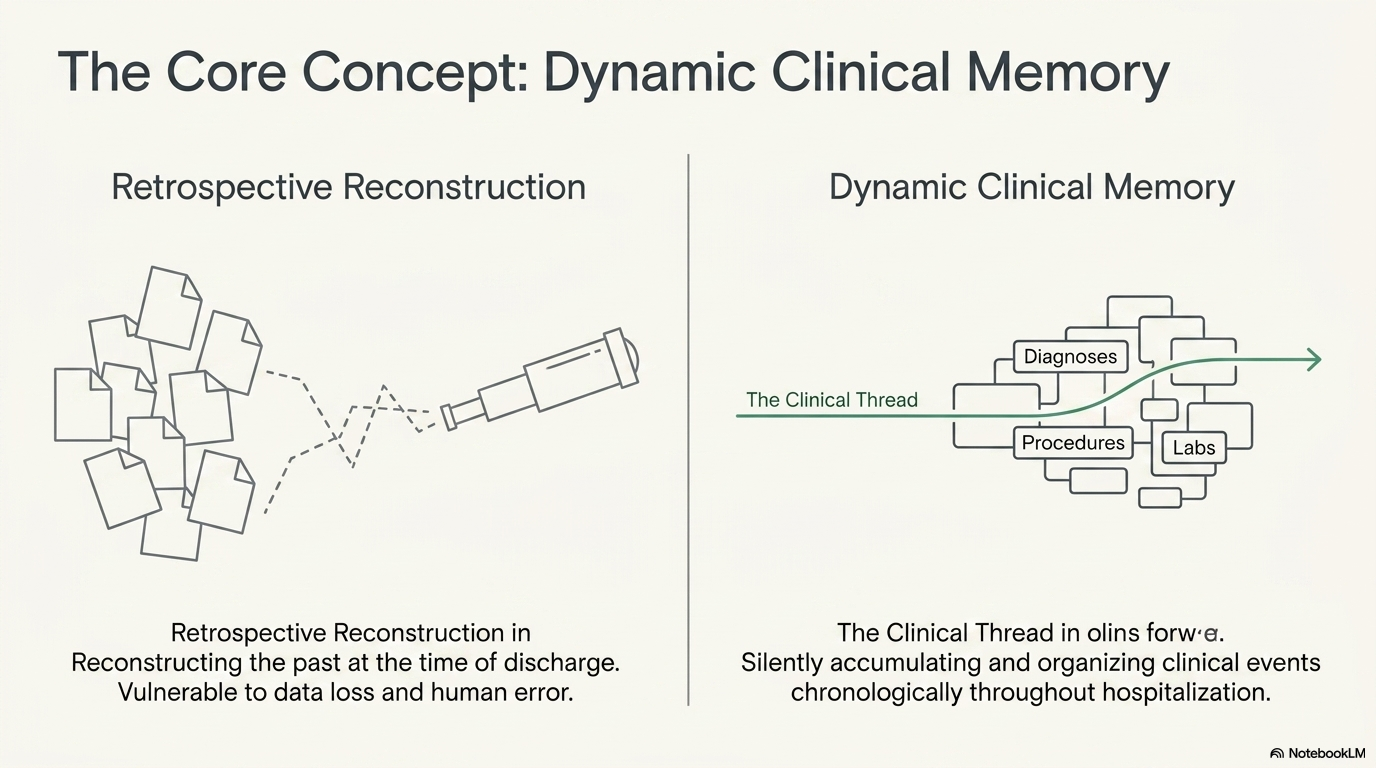 The Core Concept: Dynamic Clinical Memory
Retrospective Reconstruction
Retrospective Reconstruction in
Reconstructing the past at the time of discharge.
Vulnerable to data loss and human error.
Dynamic Clinical Memory
The Clinical Thread
Diagnoses
Procedures
Labs
The Clinical Thread in olins
Silently accumulating and organizing clinical events
chronologically throughout hospitalization.
NotebookLM